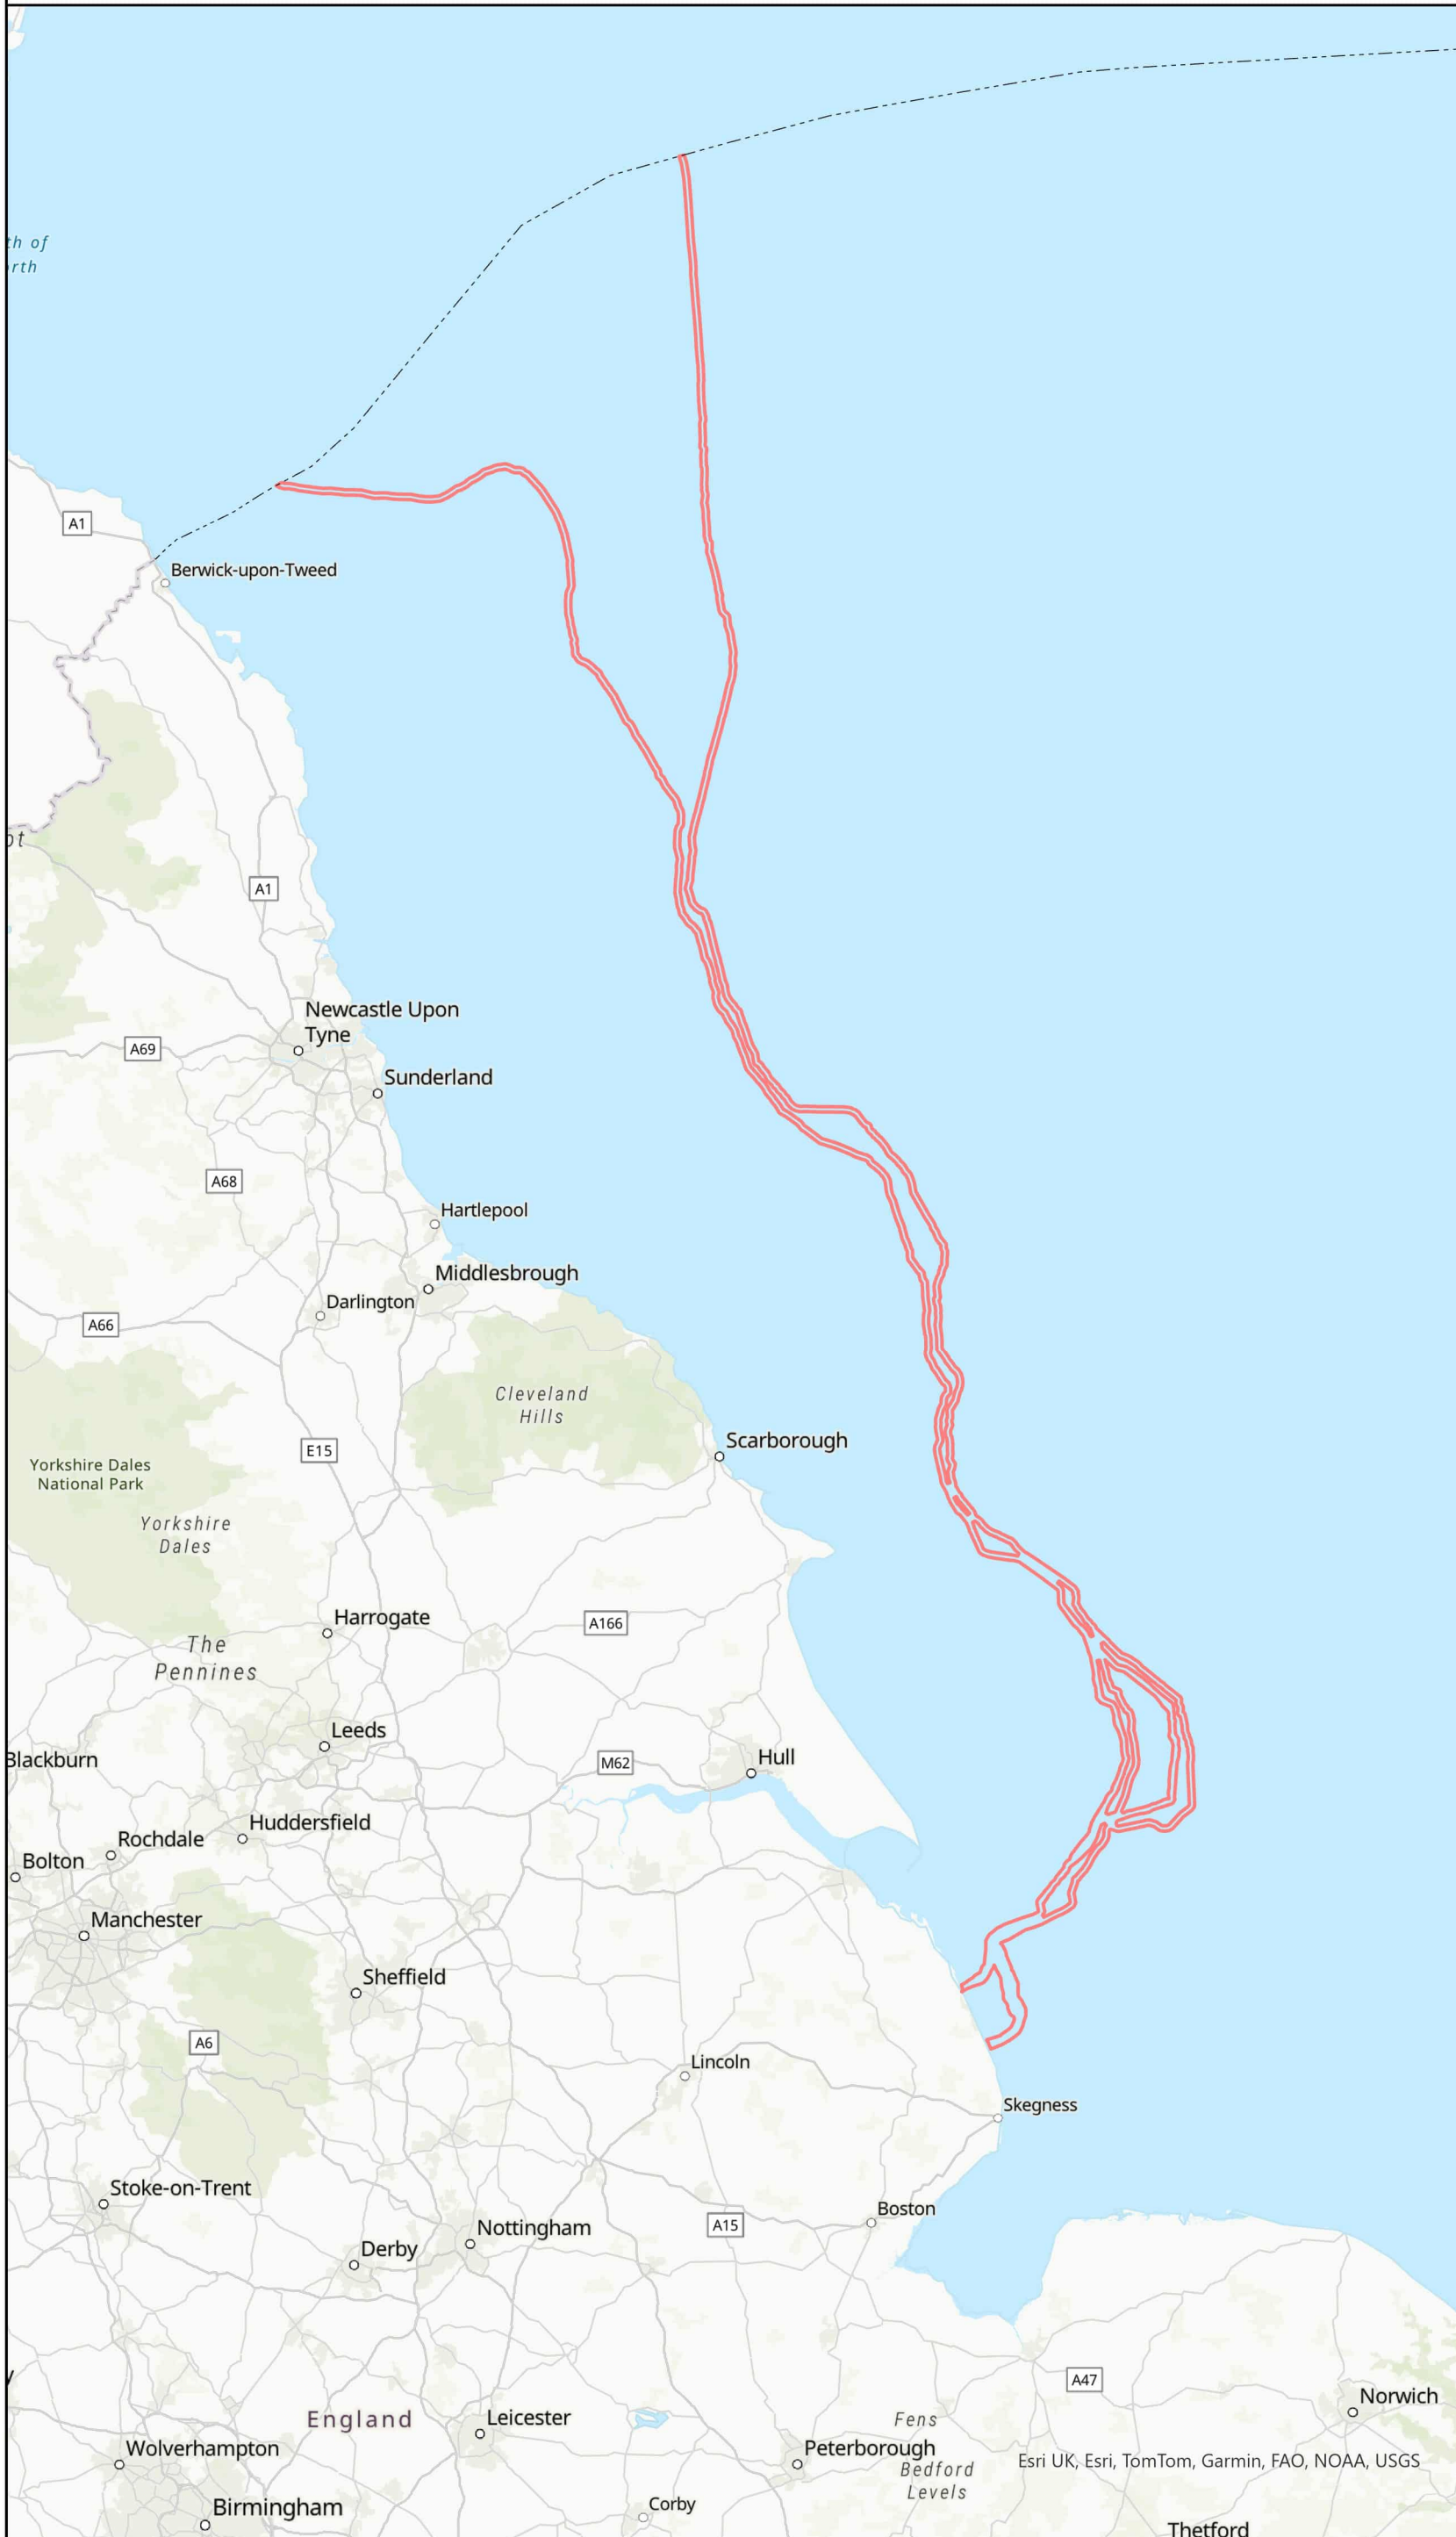 th of
rth
A1
Berwick-upon-Tweed
ot
A1
Newcastle Upon
Tyne
A69
Sunderland
A68
Hartlepool
Middlesbrough
Darlington
A66
Cleveland
Hills
Scarborough
E15
Yorkshire Dales
National Park
Yorkshire
Dales
Harrogate
A166
The
Pennines
Leeds
Hull
Blackburn
M62
Huddersfield
Rochdale
Bolton
Manchester
Sheffield
A6
Lincoln
Skegness
Stoke-on-Trent
Boston
Nottingham
A15
Derby
y
A47
Norwich
England
Leicester
Fens
Wolverhampton
Peterborough
Bedford
Levels
Esri UK, Esri, TomTom, Garmin, FAO, NOAA, USGS
Corby
Birmingham
Thetford